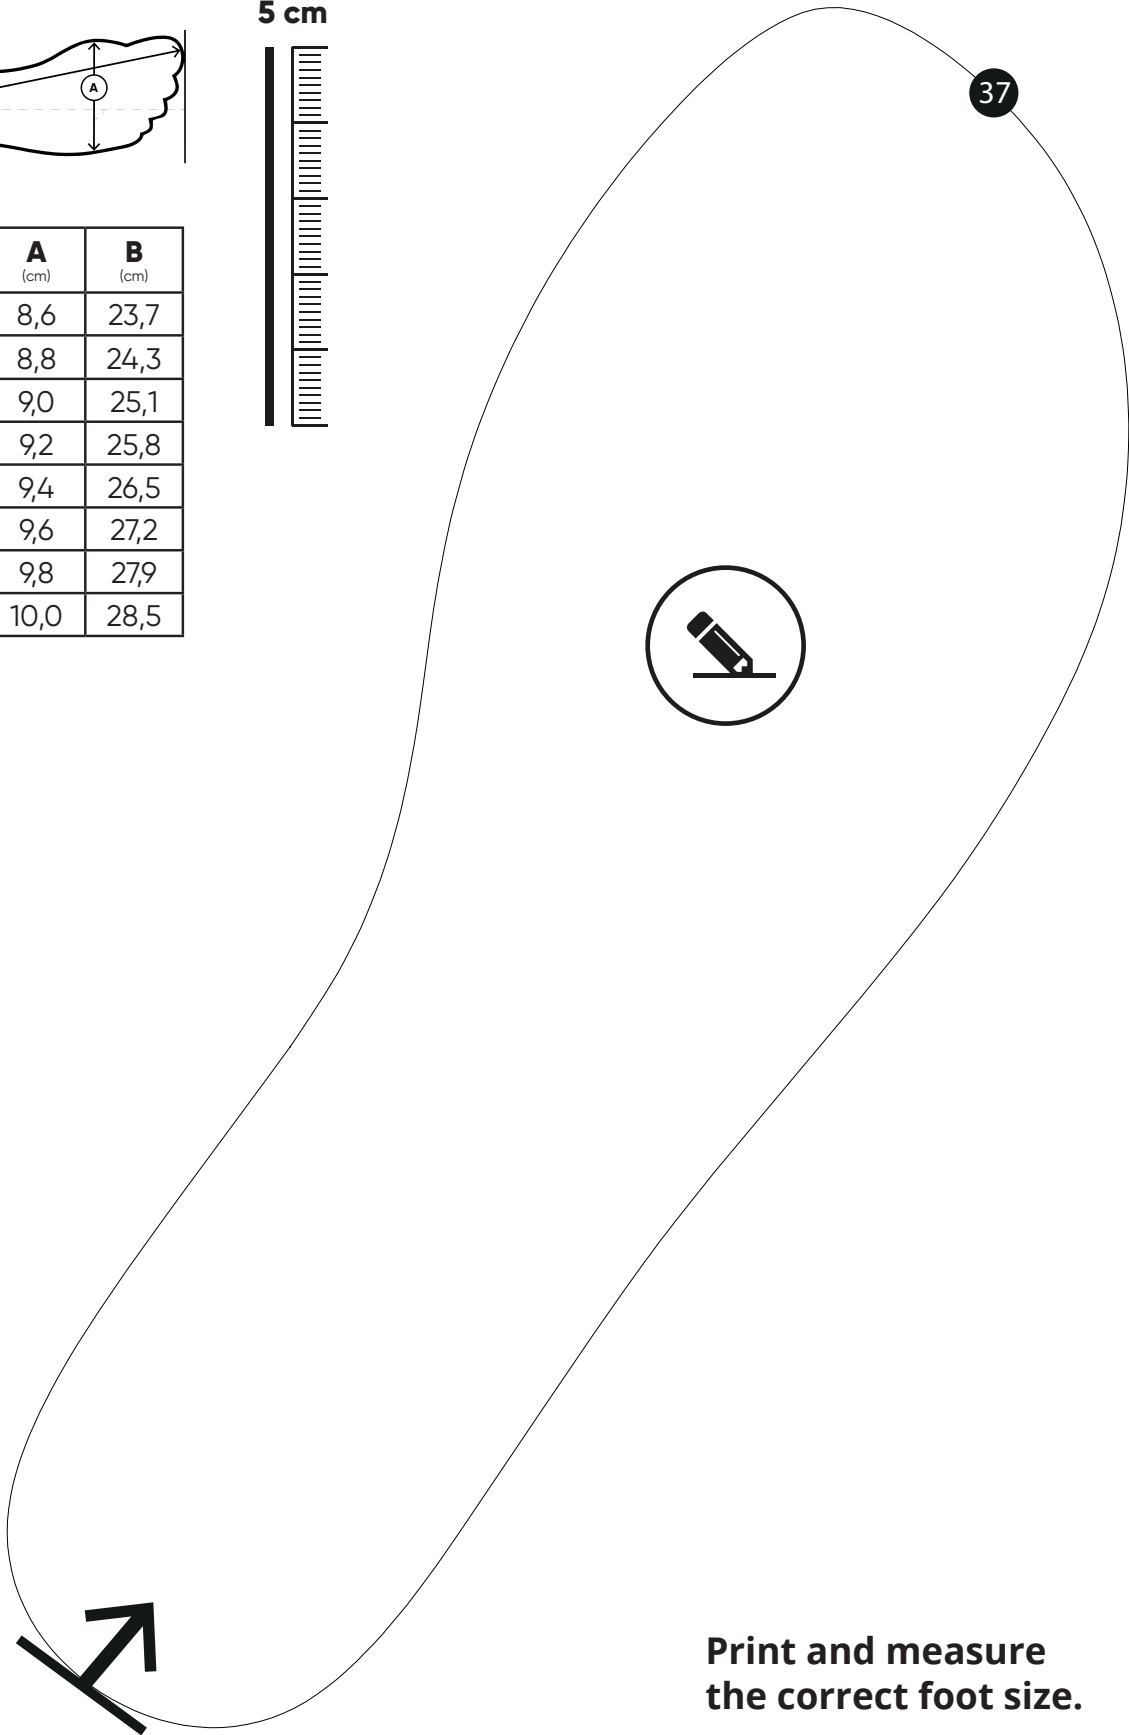 5 cm
37
A
A B
(cm) (cm)
8,6 23,7
8,8 24,3
9,0 25,1
9,2 25,8
9,4 26,5
9,6 27,2
9,8 27,9
10,0 28,5
Print and measure
the correct foot size.